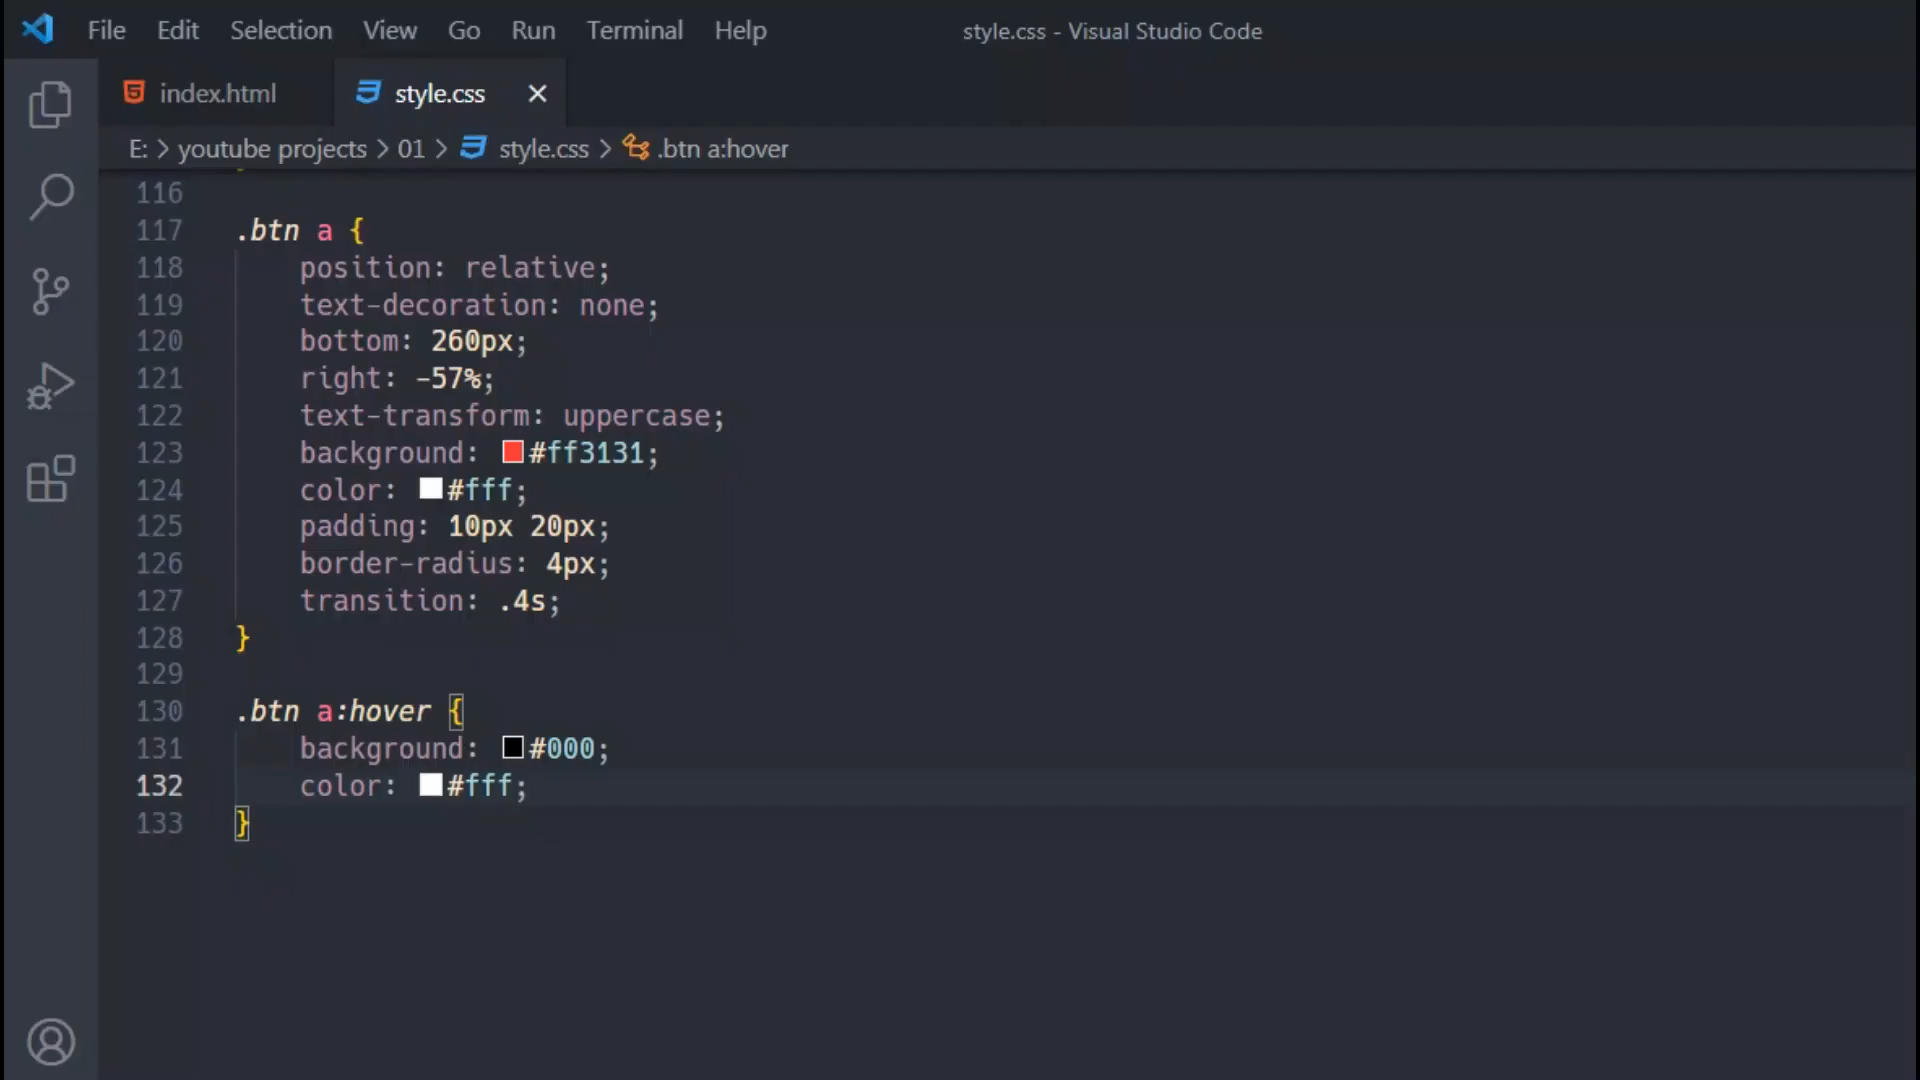 File Edit Selection View Go Run Terminal Help style.css - Visual Studio Code
index.html style.css
E: > youtube projects > 01 > style.css > .btn a:hover
116
117 .btn a {
118 position: relative;
119 text-decoration: none;
120 bottom: 260px;
121 right: -57%;
122 text-transform: uppercase;
123 background: #ff3131;
124 color: #fff;
125 padding: 10px 20px;
126 border-radius: 4px;
127 transition: .4s;
128 }
129
130 .btn a:hover {
131 background: #000;
132 color: #fff;
133 }